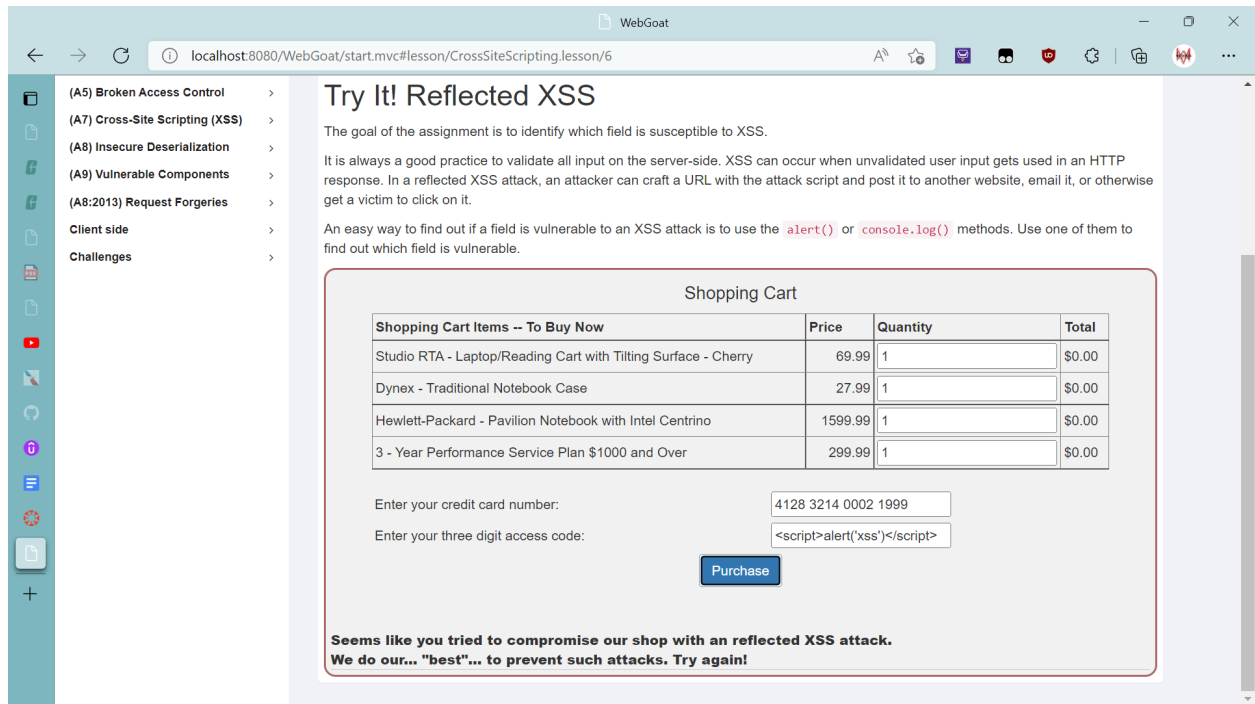 WebGoat
localhost:8080/WebGoat/start.mvc#lesson/CrossSiteScripting.lesson/6
(A5) Broken Access Control
(A7) Cross-Site Scripting (XSS)
(A8) Insecure Deserialization
(A9) Vulnerable Components
(A8:2013) Request Forgeries
Client side
Challenges
Try It! Reflected XSS
The goal of the assignment is to identify which field is susceptible to XSS.
It is always a good practice to validate all input on the server-side. XSS can occur when unvalidated user input gets used in an HTTP
response. In a reflected XSS attack, an attacker can craft a URL with the attack script and post it to another website, email it, or otherwise
get a victim to click on it.
An easy way to find out if a field is vulnerable to an XSS attack is to use the alert() or console.log() methods. Use one of them to
find out which field is vulnerable.
Shopping Cart
Shopping Cart Items -- To Buy Now Price Quantity Total
Studio RTA - Laptop/Reading Cart with Tilting Surface - Cherry 69.99 1 $0.00
Dynex - Traditional Notebook Case 27.99 1 $0.00
Hewlett-Packard - Pavilion Notebook with Intel Centrino 1599.99 1 $0.00
3 - Year Performance Service Plan $1000 and Over 299.99 1 $0.00
Enter your credit card number: 4128 3214 0002 1999
Enter your three digit access code: <script>alert('xss')</script>
Purchase
Seems like you tried to compromise our shop with an reflected XSS attack.
We do our... "best"... to prevent such attacks. Try again!